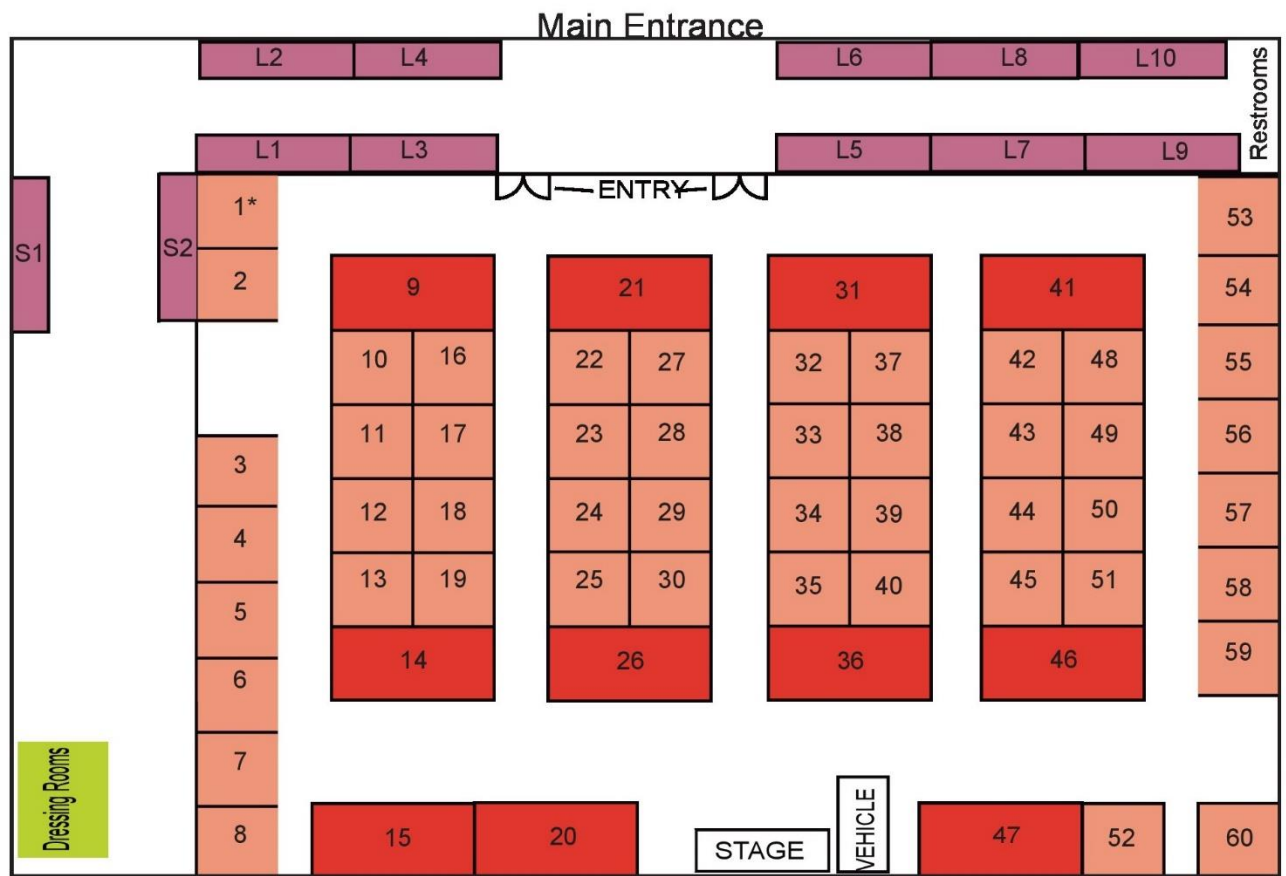 Main Entrance
L2 L4 L6 L8 L10
Restrooms
L1 L3 L5 L7 L9
ENTRY
S1 S2 1* 53
2 9 21 31 41 54
10 16 22 27 32 37 42 48 55
3 11 17 23 28 33 38 43 49 56
4 12 18 24 29 34 39 44 50 57
5 13 19 25 30 35 40 45 51 58
6 14 26 36 46 59
Dressing Rooms
7
VEHICLE
8 15 20 STAGE 47 52 60